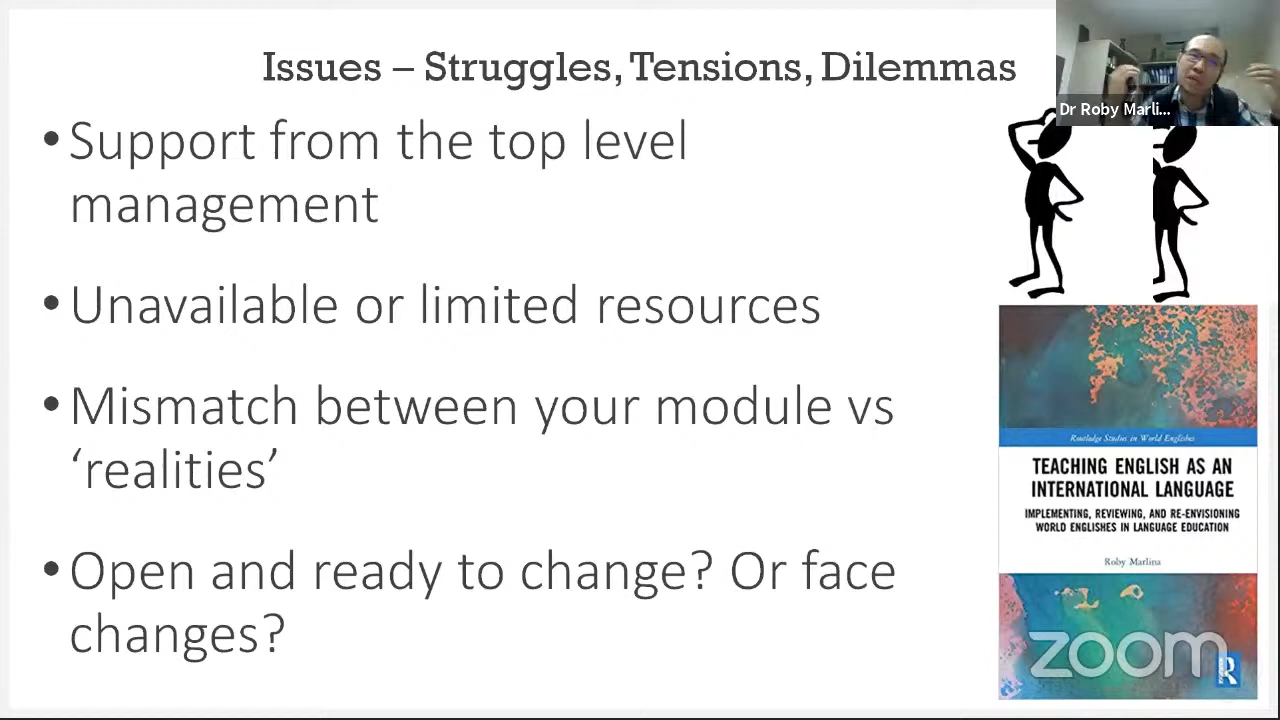 Issues – Struggles, Tensions, Dilemmas
Dr Roby Marli...
• Support from the top level
management
• Unavailable or limited resources
• Mismatch between your module vs
‘realities’
• Open and ready to change? Or face
changes?
Routledge Studies in World Englishes
TEACHING ENGLISH AS AN
INTERNATIONAL LANGUAGE
IMPLEMENTING, REVIEWING, AND RE-ENVISIONING
WORLD ENGLISHES IN LANGUAGE EDUCATION
Roby Marlina
zoom
R